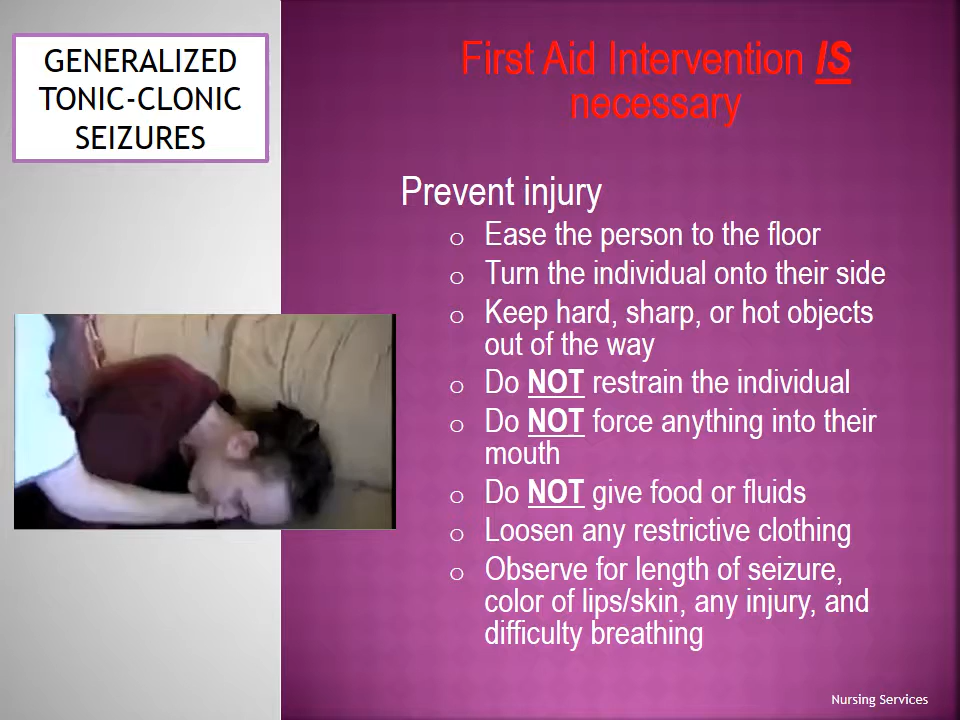 GENERALIZED
TONIC-CLONIC
SEIZURES
First Aid Intervention IS
necessary
Prevent injury
o Ease the person to the floor
o Turn the individual onto their side
o Keep hard, sharp, or hot objects
out of the way
o Do NOT restrain the individual
o Do NOT force anything into their
mouth
o Do NOT give food or fluids
o Loosen any restrictive clothing
o Observe for length of seizure,
color of lips/skin, any injury, and
difficulty breathing
Nursing Services